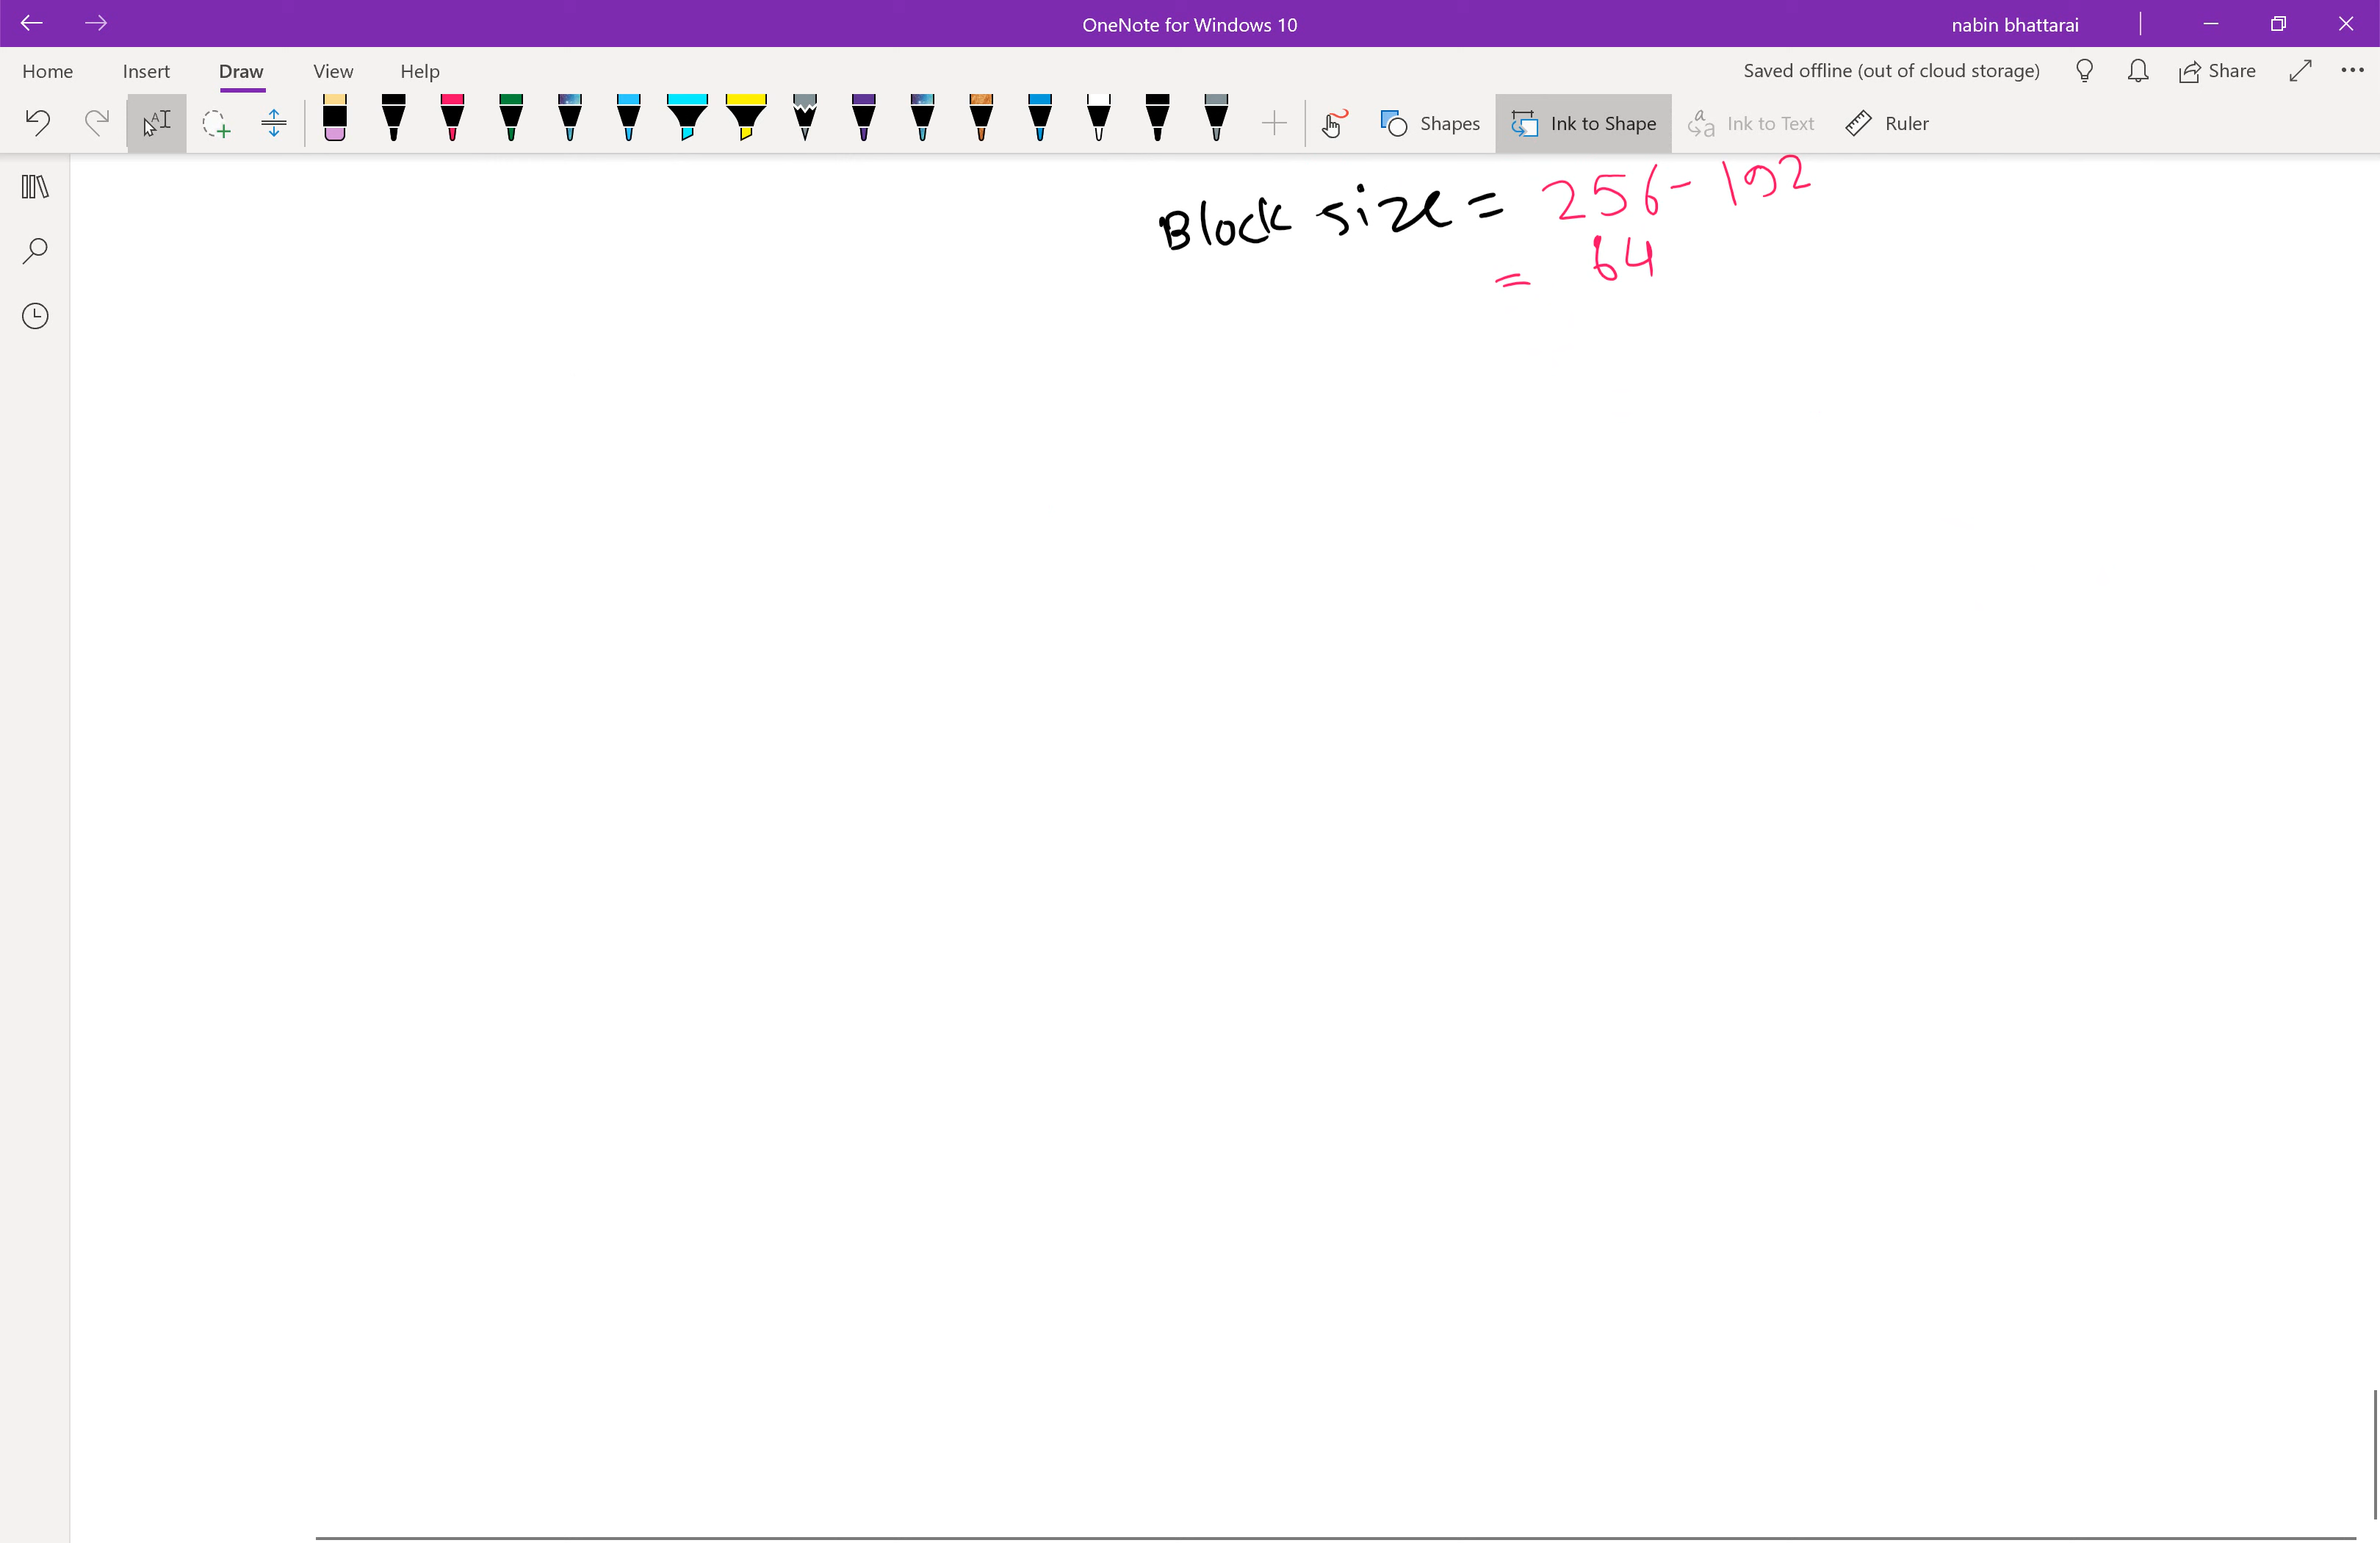 OneNote for Windows 10
nabin bhattarai
Home Insert Draw View Help
Saved offline (out of cloud storage) Share
Shapes Ink to Shape Ink to Text Ruler
Block size = 256 - 192
= 64